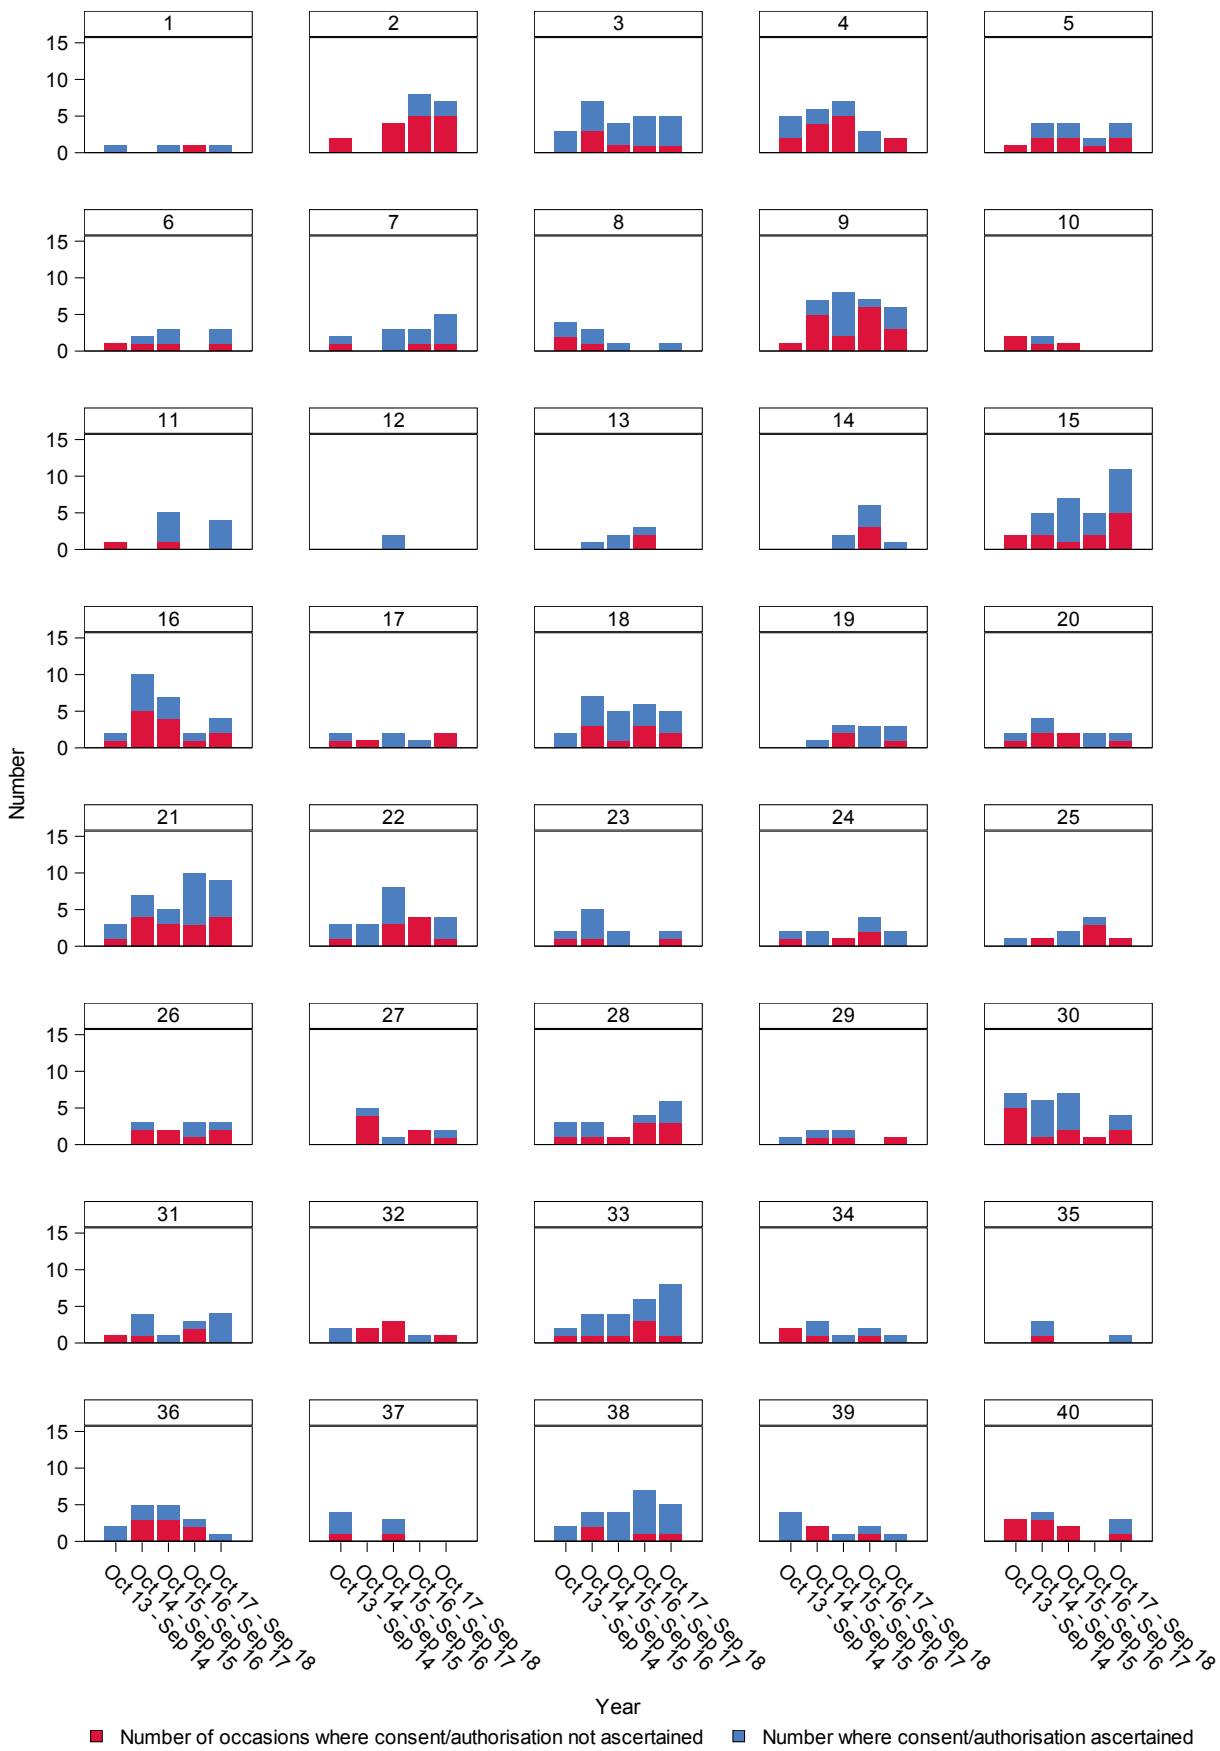 1 2 3 4 5
15
10
5
0
6 7 8 9 10
15
10
5
0
11 12 13 14 15
15
10
5
0
16 17 18 19 20
15
10
5
0
Number
21 22 23 24 25
15
10
5
0
26 27 28 29 30
15
10
5
0
31 32 33 34 35
15
10
5
0
36 37 38 39 40
15
10
5
0
Oct 13 - Sep 14
Oct 14 - Sep 15
Oct 15 - Sep 16
Oct 16 - Sep 17
Oct 17 - Sep 18
Oct 13 - Sep 14
Oct 14 - Sep 15
Oct 15 - Sep 16
Oct 16 - Sep 17
Oct 17 - Sep 18
Oct 13 - Sep 14
Oct 14 - Sep 15
Oct 15 - Sep 16
Oct 16 - Sep 17
Oct 17 - Sep 18
Oct 13 - Sep 14
Oct 14 - Sep 15
Oct 15 - Sep 16
Oct 16 - Sep 17
Oct 17 - Sep 18
Oct 13 - Sep 14
Oct 14 - Sep 15
Oct 15 - Sep 16
Oct 16 - Sep 17
Oct 17 - Sep 18
Year
Number of occasions where consent/authorisation not ascertained Number where consent/authorisation ascertained